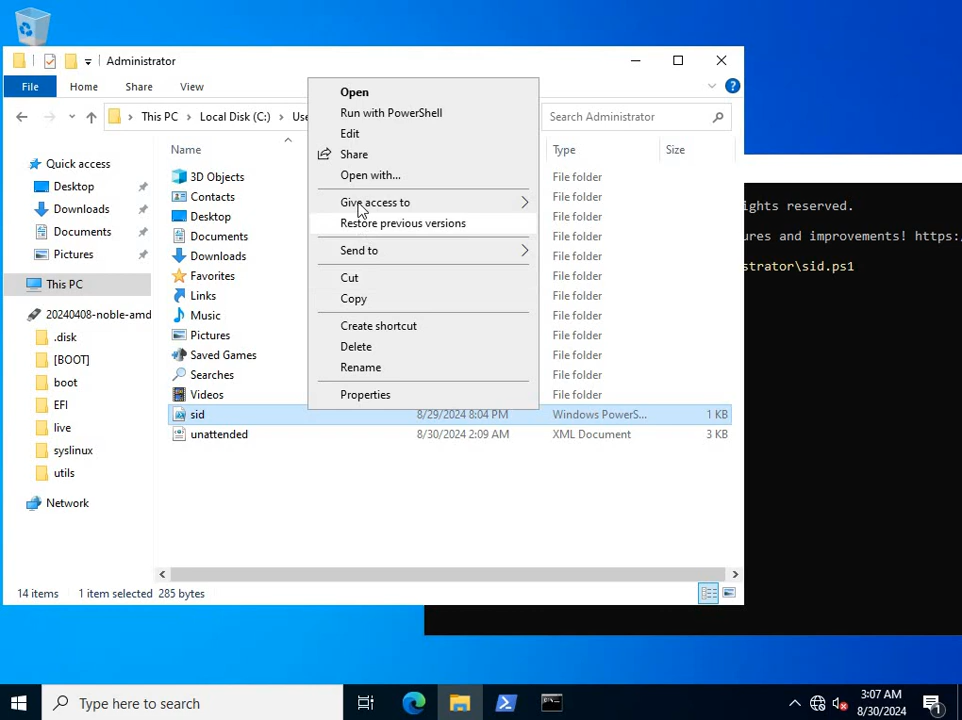 Administrator
File
Home
Share
View
This PC
Local Disk (C:)
Search Administrator
Open
Run with PowerShell
Edit
Share
Open with...
Give access to
Restore previous versions
Send to
Cut
Copy
Create shortcut
Delete
Rename
Properties
Quick access
Desktop
Downloads
Documents
Pictures
This PC
20240408-noble-amd
.disk
[BOOT]
boot
EFI
live
syslinux
utils
Network
Name
Type
Size
3D Objects
File folder
Contacts
File folder
Desktop
File folder
Documents
File folder
Downloads
File folder
Favorites
File folder
Links
File folder
Music
File folder
Pictures
File folder
Saved Games
File folder
Searches
File folder
Videos
File folder
sid
8/29/2024 8:04 PM
Windows PowerS...
1 KB
unattended
8/30/2024 2:09 AM
XML Document
3 KB
14 items
1 item selected 285 bytes
ights reserved.
ures and improvements! https:/
strator\sid.ps1
Type here to search
3:07 AM
8/30/2024
1